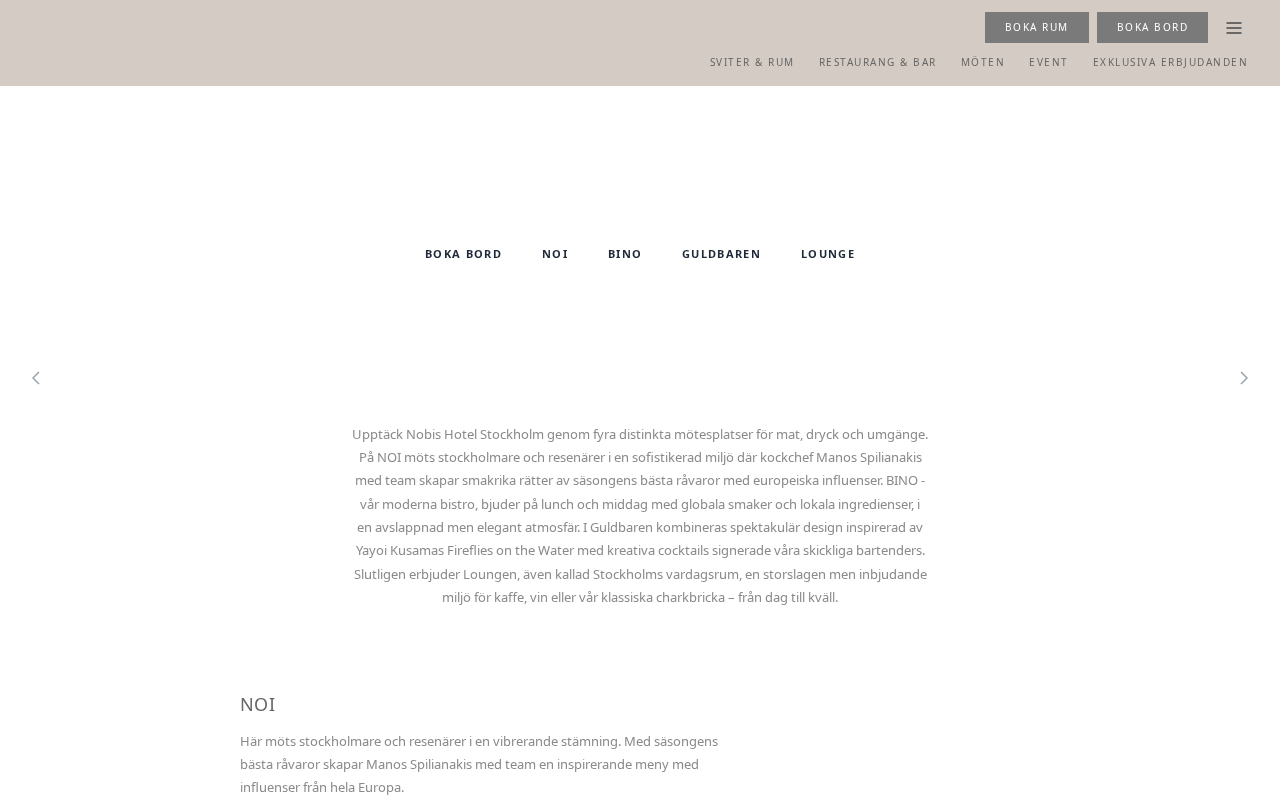 BOKA RUM
BOKA BORD
SVITER & RUM
RESTAURANG & BAR
MÖTEN
EVENT
EXKLUSIVA ERBJUDANDEN
BOKA BORD
NOI
BINO
GULDBAREN
LOUNGE
Upptäck Nobis Hotel Stockholm genom fyra distinkta mötesplatser för mat, dryck och umgänge.
På NOI möts stockholmare och resenärer i en sofistikerad miljö där kockchef Manos Spilianakis
med team skapar smakrika rätter av säsongens bästa råvaror med europeiska influenser. BINO -
vår moderna bistro, bjuder på lunch och middag med globala smaker och lokala ingredienser, i
en avslappnad men elegant atmosfär. I Guldbaren kombineras spektakulär design inspirerad av
Yayoi Kusamas Fireflies on the Water med kreativa cocktails signerade våra skickliga bartenders.
Slutligen erbjuder Loungen, även kallad Stockholms vardagsrum, en storslagen men inbjudande
miljö för kaffe, vin eller vår klassiska charkbricka – från dag till kväll.
NOI
Här möts stockholmare och resenärer i en vibrerande stämning. Med säsongens
bästa råvaror skapar Manos Spilianakis med team en inspirerande meny med
influenser från hela Europa.